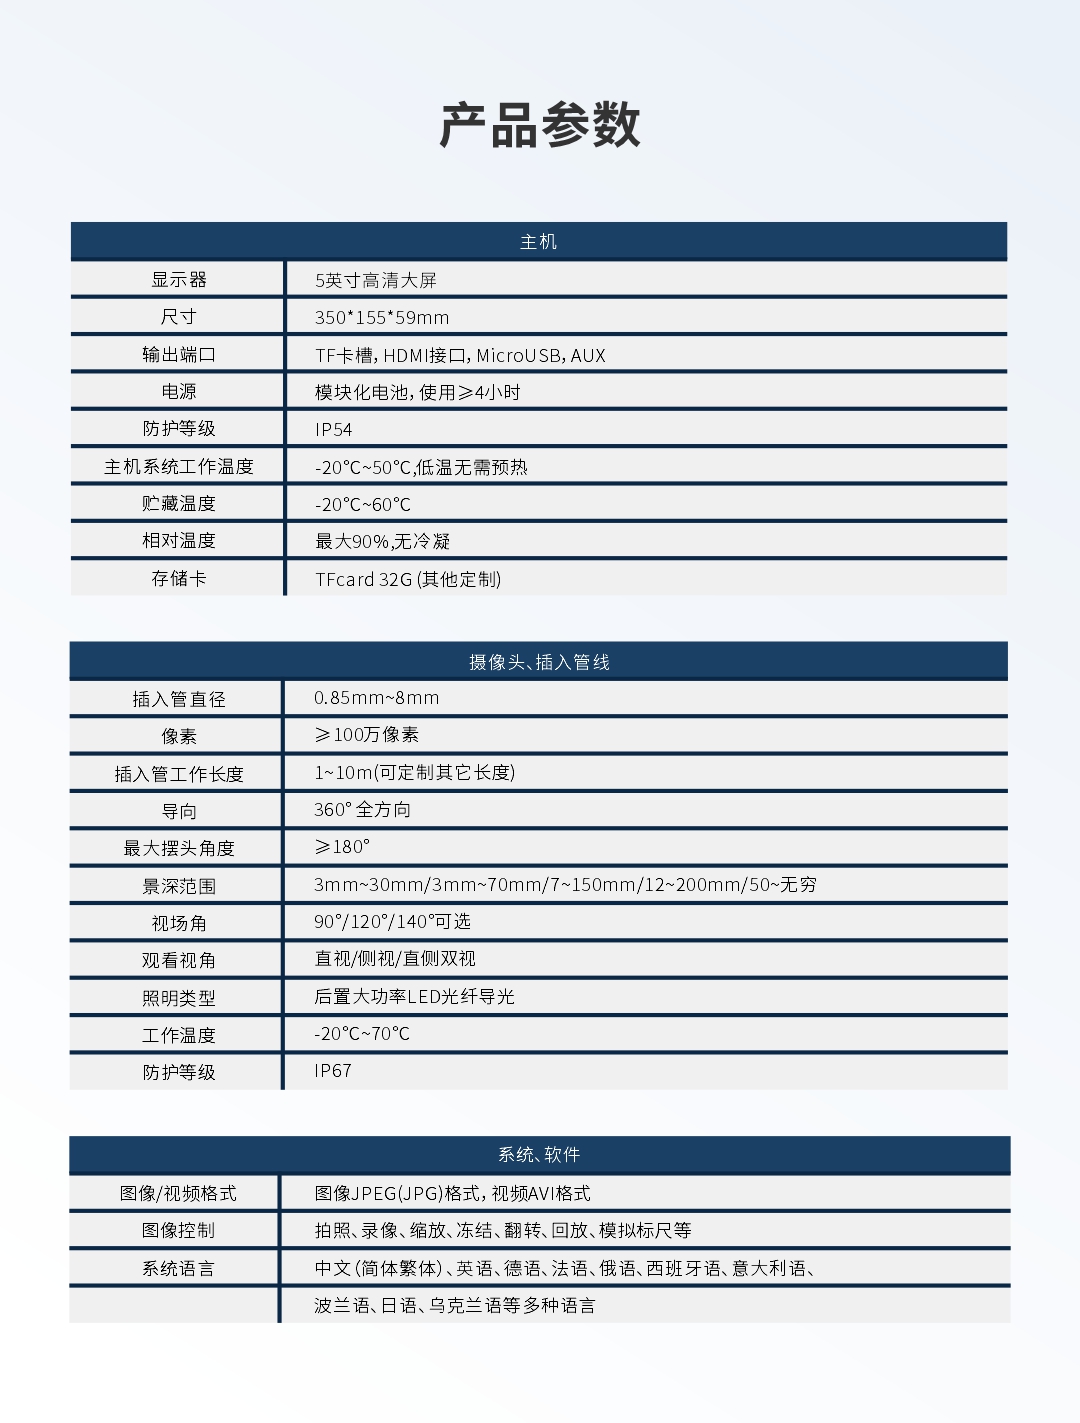 产品参数
主机
显示器 5英寸高清大屏
尺寸 350*155*59mm
输出端口 TF卡槽，HDMI接口，MicroUSB，AUX
电源 模块化电池，使用≥4小时
防护等级 IP54
主机系统工作温度 -20℃~50℃,低温无需预热
贮藏温度 -20℃~60℃
相对温度 最大90%,无冷凝
存储卡 TFcard 32G (其他定制)
摄像头、插入管线
插入管直径 0.85mm~8mm
像素 ≥100万像素
插入管工作长度 1~10m(可定制其它长度)
导向 360° 全方向
最大摆头角度 ≥180°
景深范围 3mm~30mm/3mm~70mm/7~150mm/12~200mm/50~无穷
视场角 90°/120°/140°可选
观看视角 直视/侧视/直侧双视
照明类型 后置大功率LED光纤导光
工作温度 -20℃~70℃
防护等级 IP67
系统、软件
图像/视频格式 图像JPEG(JPG)格式，视频AVI格式
图像控制 拍照、录像、缩放、冻结、翻转、回放、模拟标尺等
系统语言 中文（简体繁体）、英语、德语、法语、俄语、西班牙语、意大利语、
波兰语、日语、乌克兰语等多种语言